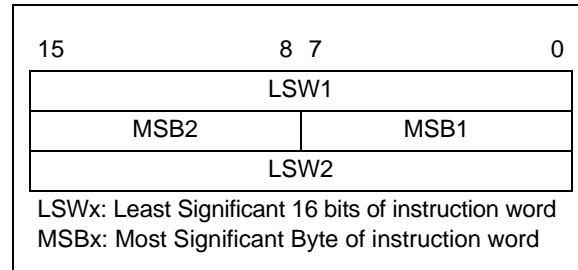 15 8 7 0
LSW1
MSB2 MSB1
LSW2
LSWx: Least Significant 16 bits of instruction word
MSBx: Most Significant Byte of instruction word